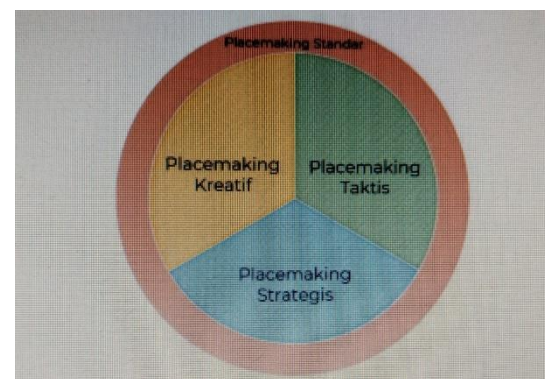 Placemaking Standar
Placemaking
Kreatif
Placemaking
Taktis
Placemaking
Strategis